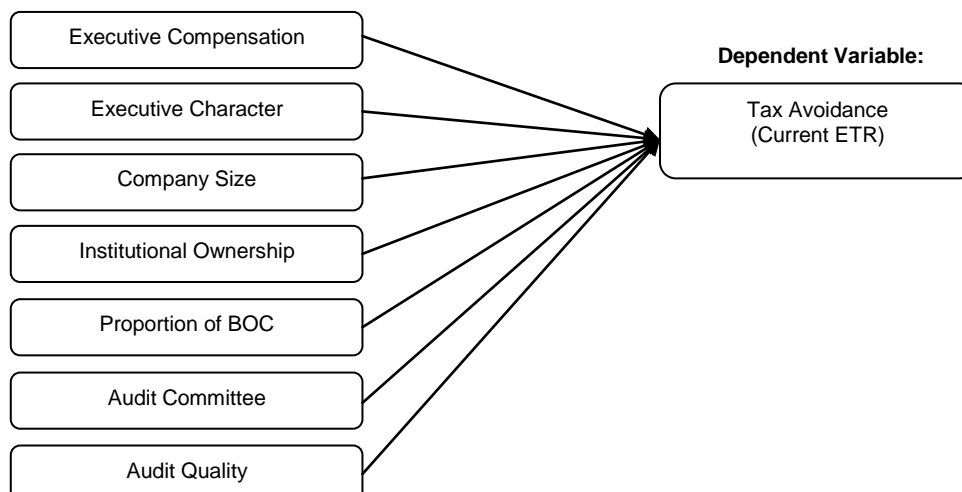 Executive Compensation
Executive Character
Company Size
Institutional Ownership
Proportion of BOC
Audit Committee
Audit Quality
Dependent Variable:
Tax Avoidance
(Current ETR)